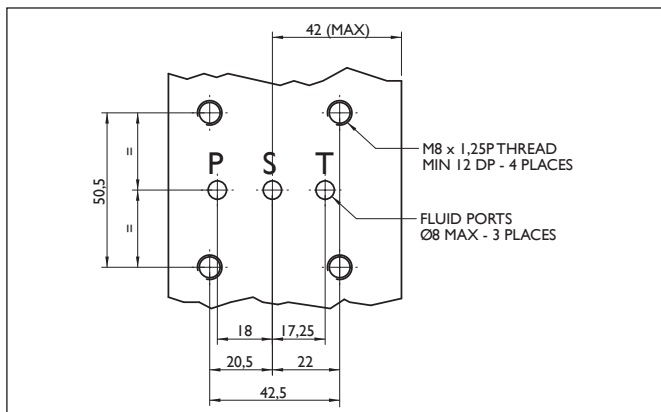 42 (MAX)
M8 x 1,25P THREAD
MIN 12 DP - 4 PLACES
P S T
=
50,5
=
FLUID PORTS
Ø8 MAX - 3 PLACES
18 17,25
20,5 22
42,5